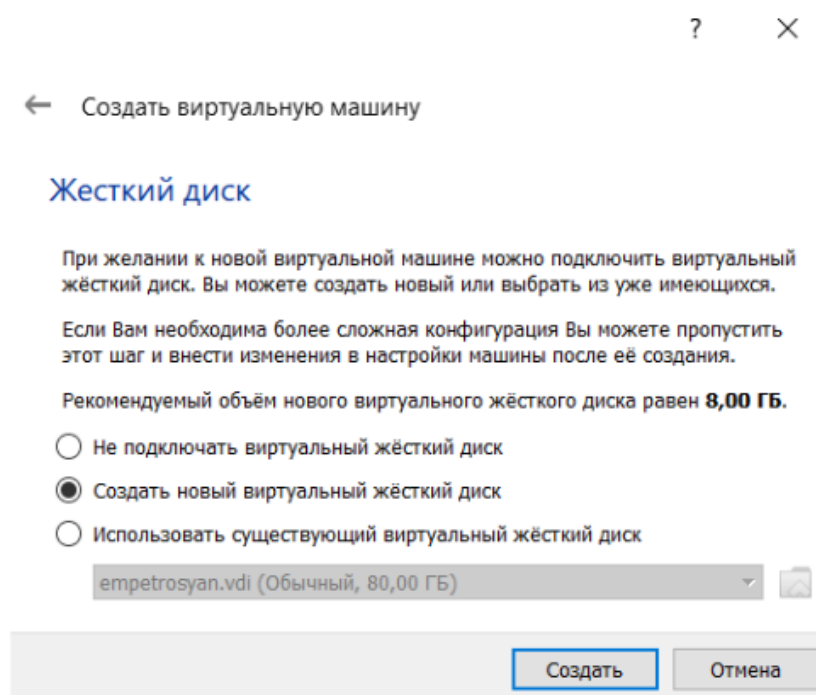 ?
Создать виртуальную машину
Жесткий диск
При желании к новой виртуальной машине можно подключить виртуальный
жёсткий диск. Вы можете создать новый или выбрать из уже имеющихся.
Если Вам необходима более сложная конфигурация Вы можете пропустить
этот шаг и внести изменения в настройки машины после её создания.
Рекомендуемый объём нового виртуального жёсткого диска равен 8,00 ГБ.
Не подключать виртуальный жёсткий диск
Создать новый виртуальный жёсткий диск
Использовать существующий виртуальный жёсткий диск
empetrosyan.vdi (Обычный, 80,00 ГБ)
Создать Отмена